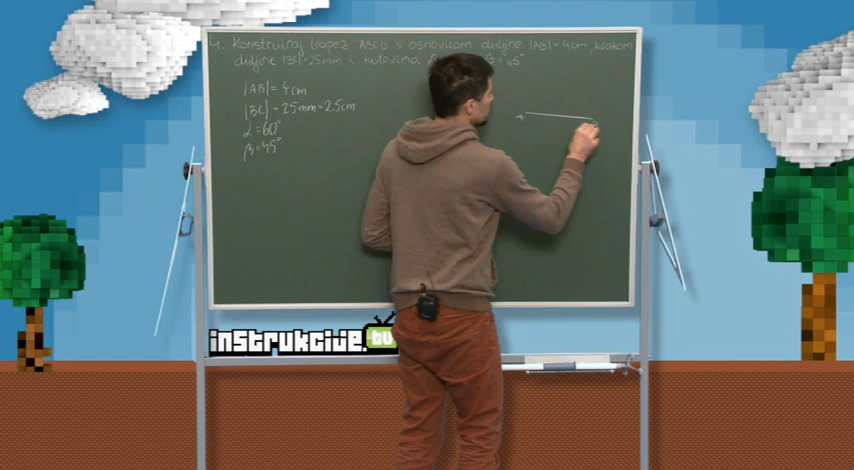 4. Konstruiraj trapez ABCD s osnovicom duljine |AB|=4cm, krakom
duljine |BC|=25mm i kutovima β=45°
|AB|=4cm
|BC|=25mm=2.5cm
α=60°
β=45°
A
instrukcije.tv